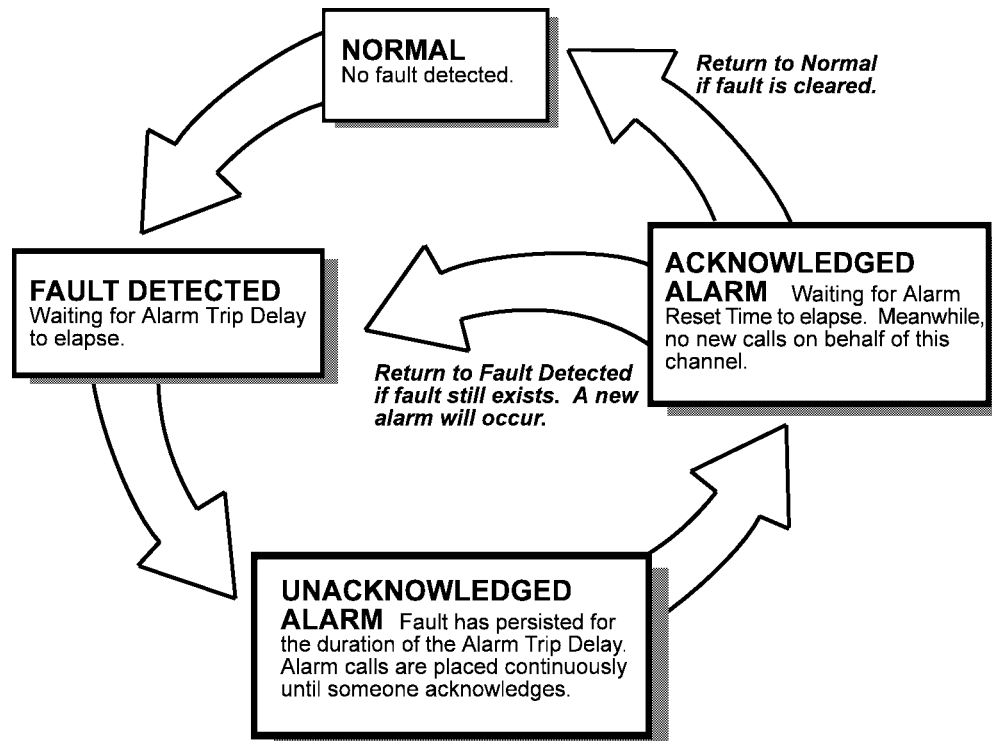 NORMAL
No fault detected.
Return to Normal
if fault is cleared.
FAULT DETECTED
Waiting for Alarm Trip Delay
to elapse.
ACKNOWLEDGED
ALARM Waiting for Alarm
Reset Time to elapse. Meanwhile,
no new calls on behalf of this
channel.
Return to Fault Detected
if fault still exists. A new
alarm will occur.
UNACKNOWLEDGED
ALARM Fault has persisted for
the duration of the Alarm Trip Delay.
Alarm calls are placed continuously
until someone acknowledges.